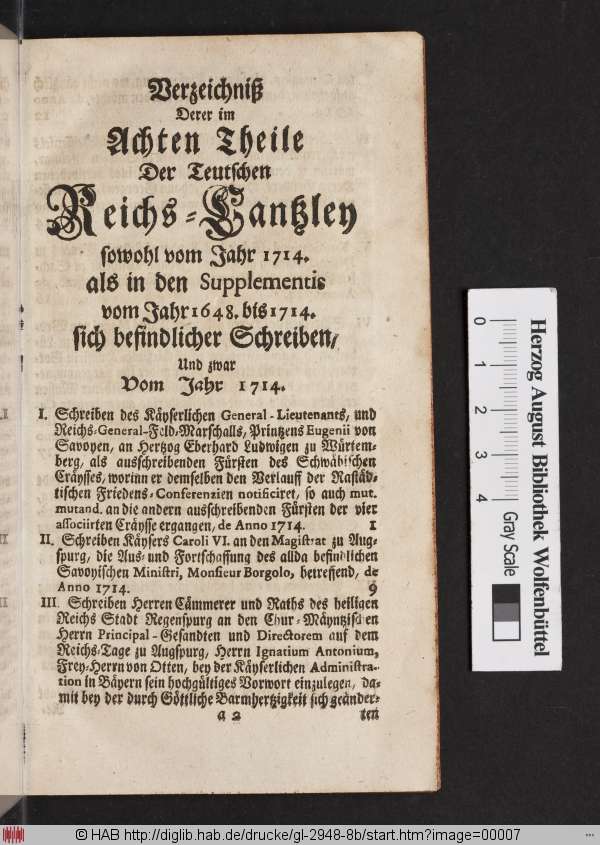 Verzeichniß
Derer im
Achten Theile
Der Teutschen
Reichs-Cantzley
sowohl vom Jahr 1714.
als in den Supplementis
vom Jahr 1648. bis 1714.
sich befindlicher Schreiben,
Und zwar
Vom Jahr 1714.
I. Schreiben des Käyserlichen General-Lieutenants, und
Reichs-General-Feld-Marschalls, Printzens Eugenii von
Savoyen, an Hertzog Eberhard Ludwigen zu Würtem-
berg, als ausschreibenden Fürsten des Schwäbischen
Cräysses, worinn er demselben den Verlauff der Rastäd-
tischen Friedens-Conferenzien notificiret, so auch mut.
mutand. an die andern ausschreibenden Fürsten der vier
associirten Cräysse ergangen, de Anno 1714. 1
II. Schreiben Käysers Caroli VI. an den Magistrat zu Aug-
spurg, die Aus- und Fortschaffung des allda befindlichen
Savoyischen Ministri, Monsieur Borgolo, betreffend, de
Anno 1714. 9
III. Schreiben Herren Cämmerer und Raths des heiligen
Reichs Stadt Regenspurg an den Chur-Mäyntzischen
Herrn Principal-Gesandten und Directorem auf dem
Reichs-Tage zu Augspurg, Herrn Ignatium Antonium,
Frey-Herrn von Otten, bey der Käyserlichen Administra-
tion in Bäyern sein hochgültiges Vorwort einzulegen, da-
mit bey der durch Göttliche Barmhertzigkeit sich geänder-
a 2 ten
Herzog August Bibliothek Wolfenbüttel
0 1 2 3 4
Gray Scale
© HAB http://diglib.hab.de/drucke/gl-2948-8b/start.htm?image=00007